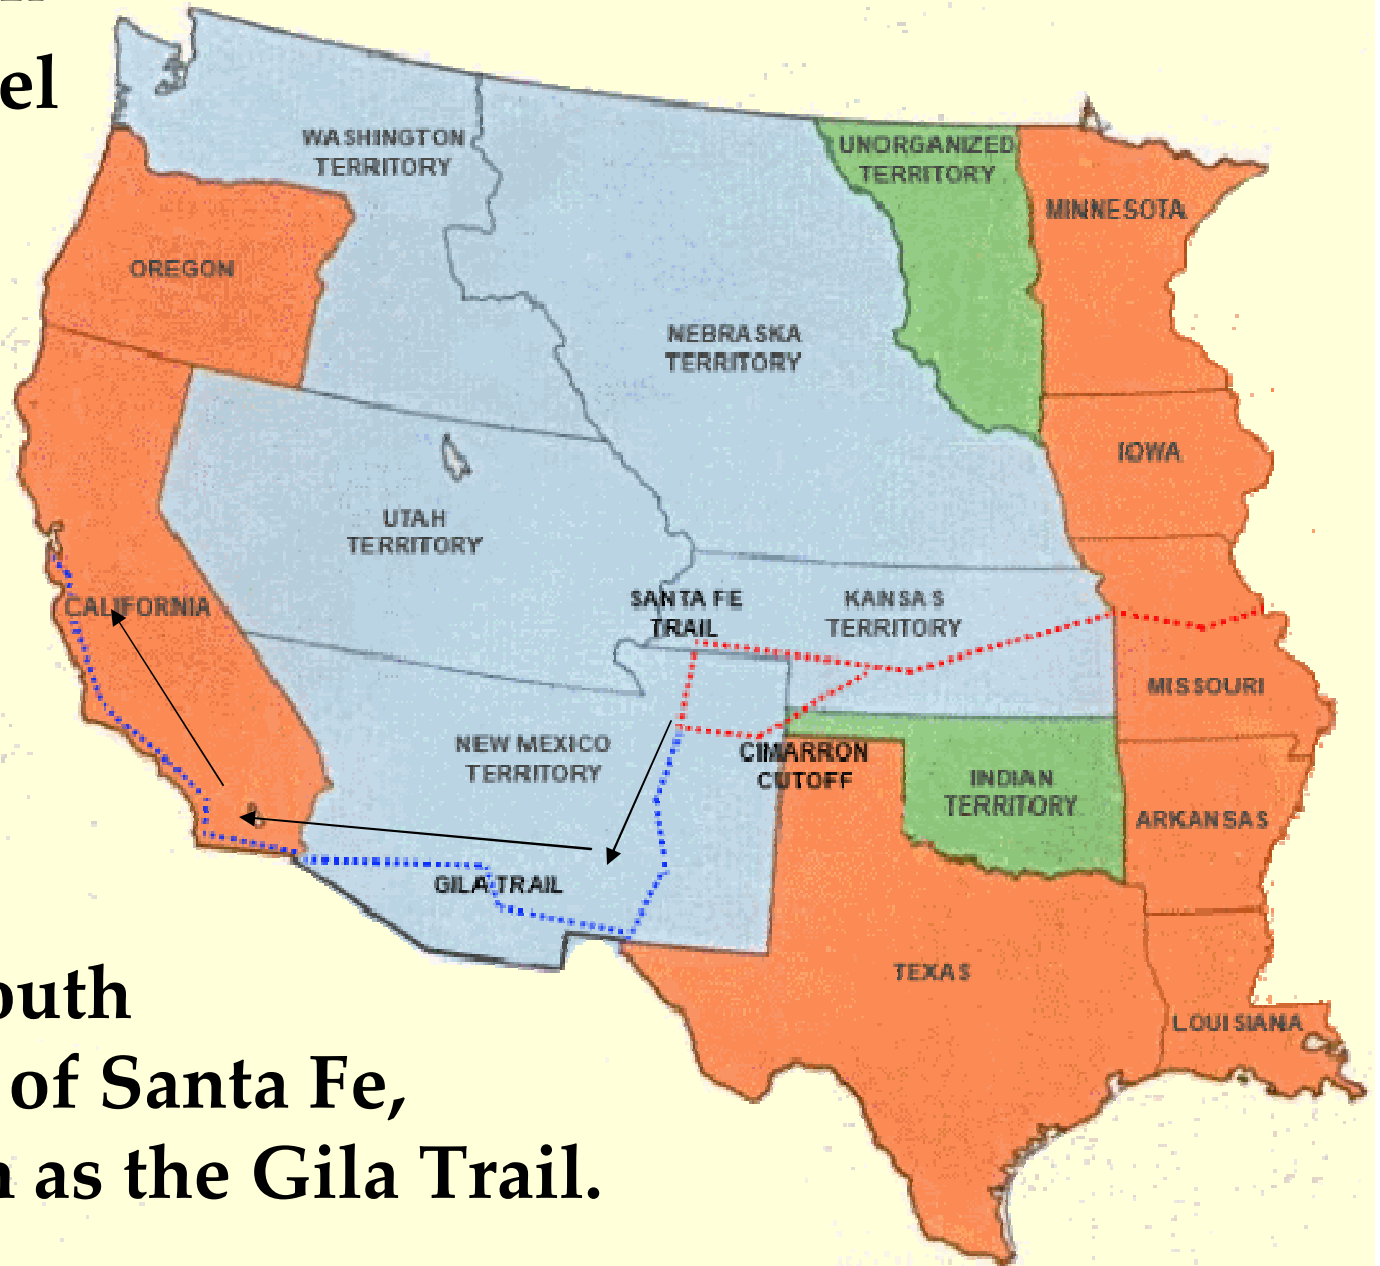 el
WASHINGTON
TERRITORY
UNORGANIZED
TERRITORY
MINNESOTA
OREGON
NEBRASKA
TERRITORY
IOWA
UTAH
TERRITORY
SANTA FE
TRAIL
KANSAS
TERRITORY
CALIFORNIA
MISSOURI
NEW MEXICO
TERRITORY
CIMARRON
CUTOFF
INDIAN
TERRITORY
ARKANSAS
GILA TRAIL
TEXAS
LOUISIANA
outh
of Santa Fe,
as the Gila Trail.